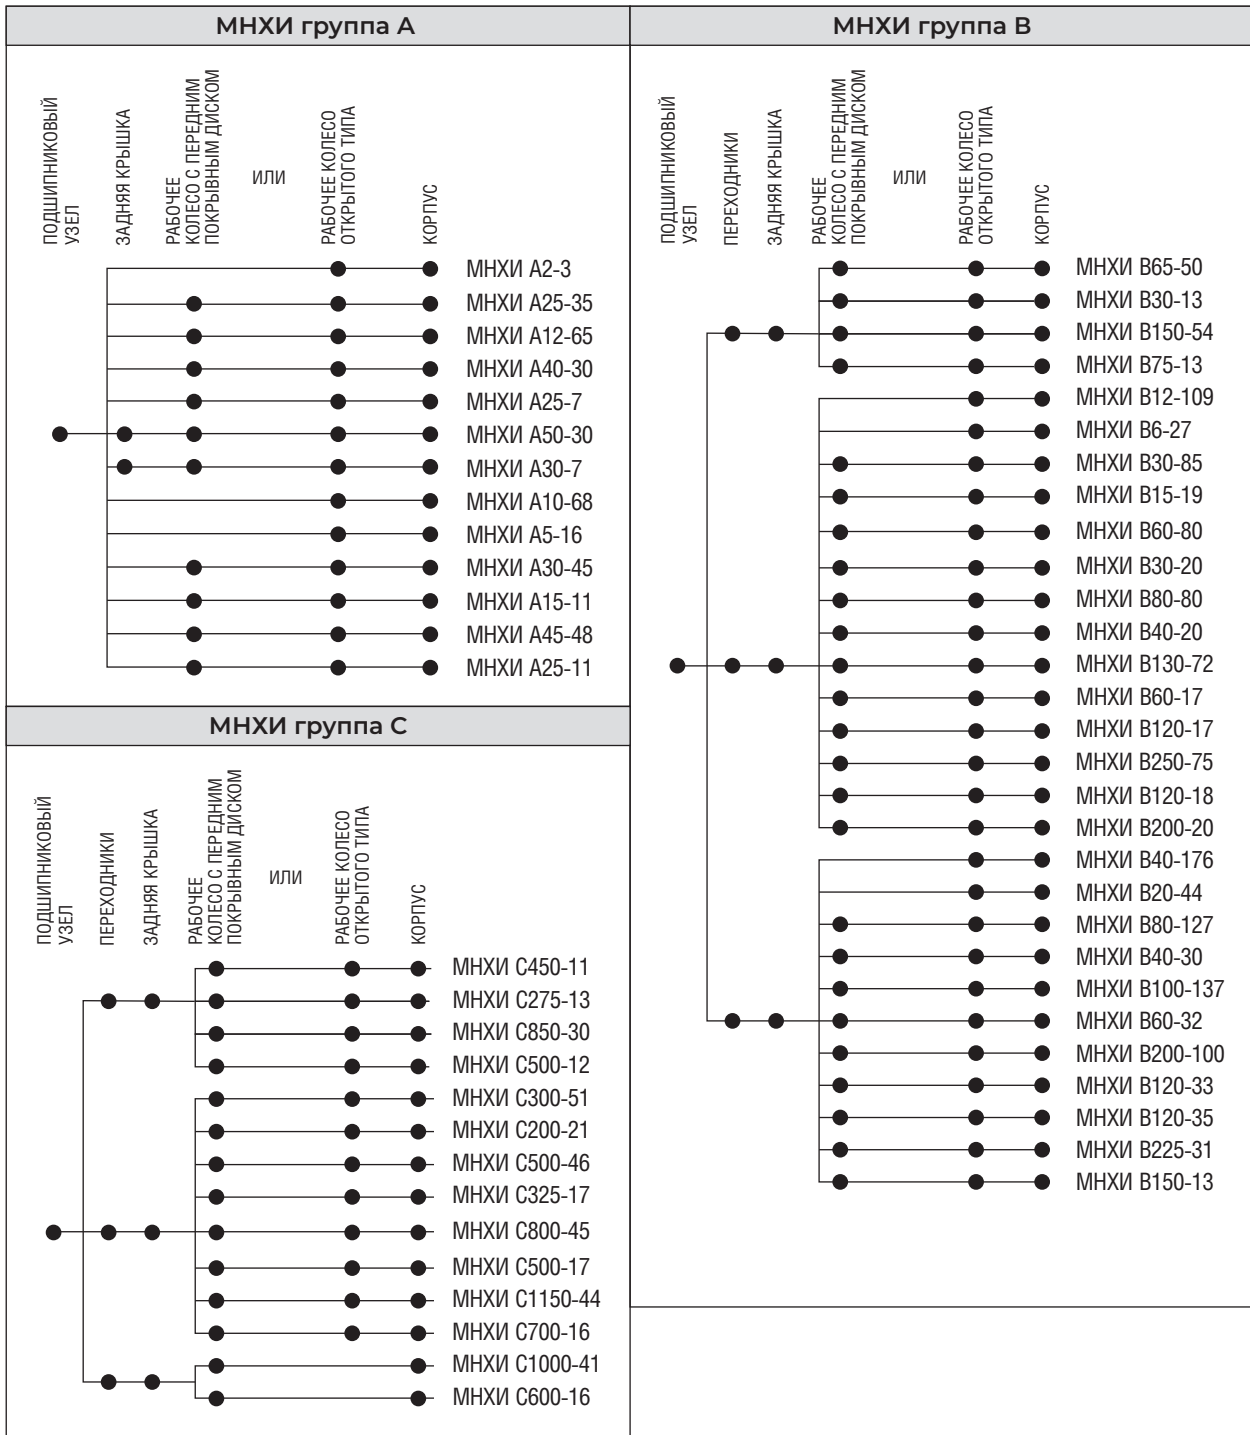 МНХИ группа А
ПОДШИПНИКОВЫЙ
УЗЕЛ
ЗАДНЯЯ КРЫШКА
РАБОЧЕЕ
КОЛЕСО С ПЕРЕДНИМ
ПОКРЫВНЫМ ДИСКОМ
ИЛИ
РАБОЧЕЕ КОЛЕСО
ОТКРЫТОГО ТИПА
КОРПУС
МНХИ А2-3
МНХИ А25-35
МНХИ А12-65
МНХИ А40-30
МНХИ А25-7
МНХИ А50-30
МНХИ А30-7
МНХИ А10-68
МНХИ А5-16
МНХИ А30-45
МНХИ А15-11
МНХИ А45-48
МНХИ А25-11
МНХИ группа С
ПОДШИПНИКОВЫЙ
УЗЕЛ
ПЕРЕХОДНИКИ
ЗАДНЯЯ КРЫШКА
РАБОЧЕЕ
КОЛЕСО С ПЕРЕДНИМ
ПОКРЫВНЫМ ДИСКОМ
ИЛИ
РАБОЧЕЕ КОЛЕСО
ОТКРЫТОГО ТИПА
КОРПУС
МНХИ С450-11
МНХИ С275-13
МНХИ С850-30
МНХИ С500-12
МНХИ С300-51
МНХИ С200-21
МНХИ С500-46
МНХИ С325-17
МНХИ С800-45
МНХИ С500-17
МНХИ С1150-44
МНХИ С700-16
МНХИ С1000-41
МНХИ С600-16
МНХИ группа В
ПОДШИПНИКОВЫЙ
УЗЕЛ
ПЕРЕХОДНИКИ
ЗАДНЯЯ КРЫШКА
РАБОЧЕЕ
КОЛЕСО С ПЕРЕДНИМ
ПОКРЫВНЫМ ДИСКОМ
ИЛИ
РАБОЧЕЕ КОЛЕСО
ОТКРЫТОГО ТИПА
КОРПУС
МНХИ В65-50
МНХИ В30-13
МНХИ В150-54
МНХИ В75-13
МНХИ В12-109
МНХИ В6-27
МНХИ В30-85
МНХИ В15-19
МНХИ В60-80
МНХИ В30-20
МНХИ В80-80
МНХИ В40-20
МНХИ В130-72
МНХИ В60-17
МНХИ В120-17
МНХИ В250-75
МНХИ В120-18
МНХИ В200-20
МНХИ В40-176
МНХИ В20-44
МНХИ В80-127
МНХИ В40-30
МНХИ В100-137
МНХИ В60-32
МНХИ В200-100
МНХИ В120-33
МНХИ В120-35
МНХИ В225-31
МНХИ В150-13